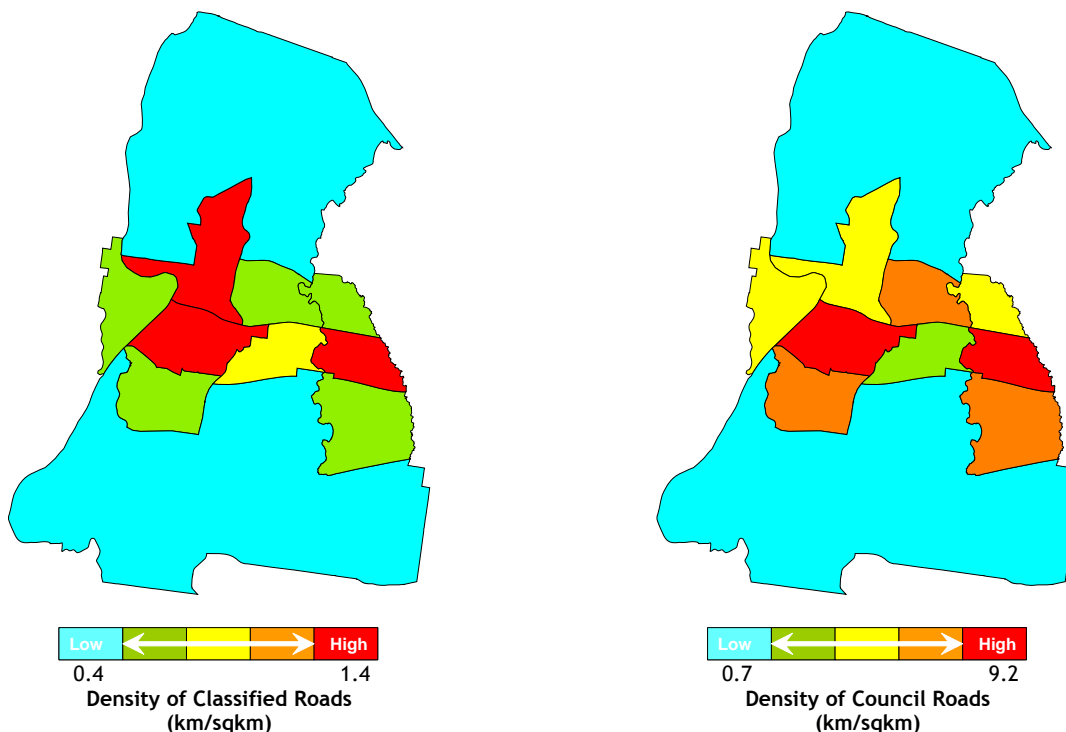 Low High
0.4 1.4
Density of Classified Roads
(km/sqkm)
Low High
0.7 9.2
Density of Council Roads
(km/sqkm)